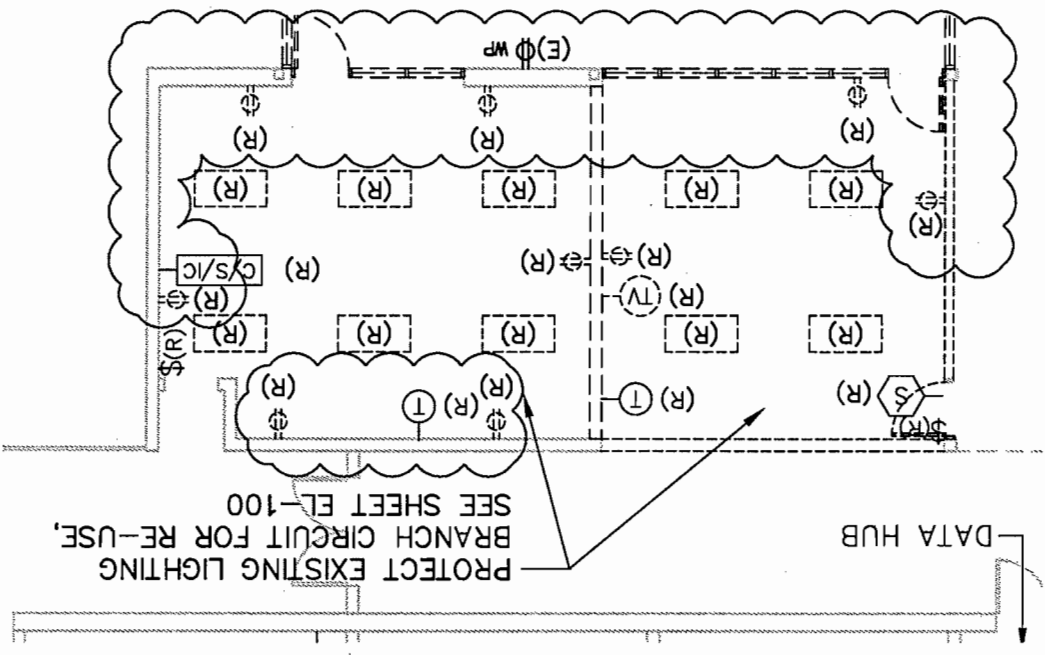 PROTECT EXISTING LIGHTING
BRANCH CIRCUIT FOR RE-USE,
SEE SHEET EL-100
DATA HUB
$(R)
S (R)
(R) T
(R)
(R) T
(R)
$(R)
(R)
(R)
(R)
(R)
(R)
(R) TV
(R)
(R)
(R)
(R) C/S/IC
(R)
(R)
(R)
(R)
(R)
(R)
(R)
(R)
(R)
(E) WP